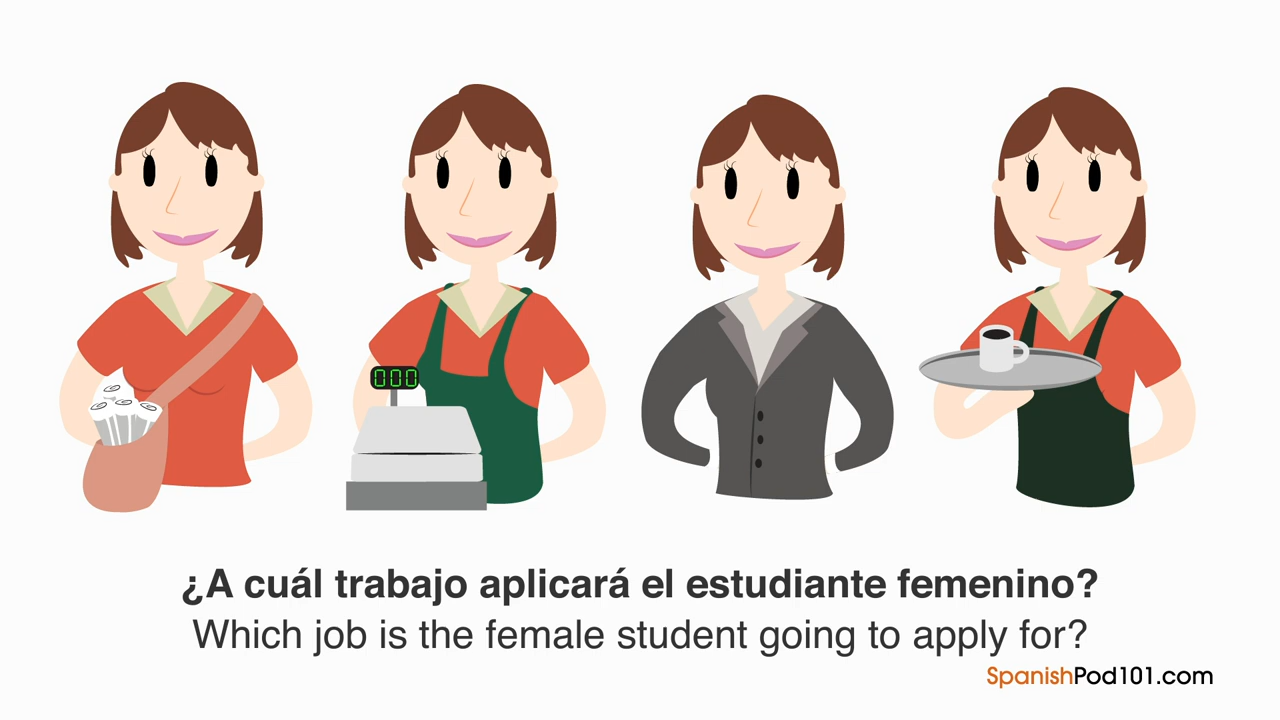 000
¿A cuál trabajo aplicará el estudiante femenino?
Which job is the female student going to apply for?
SpanishPod101.com